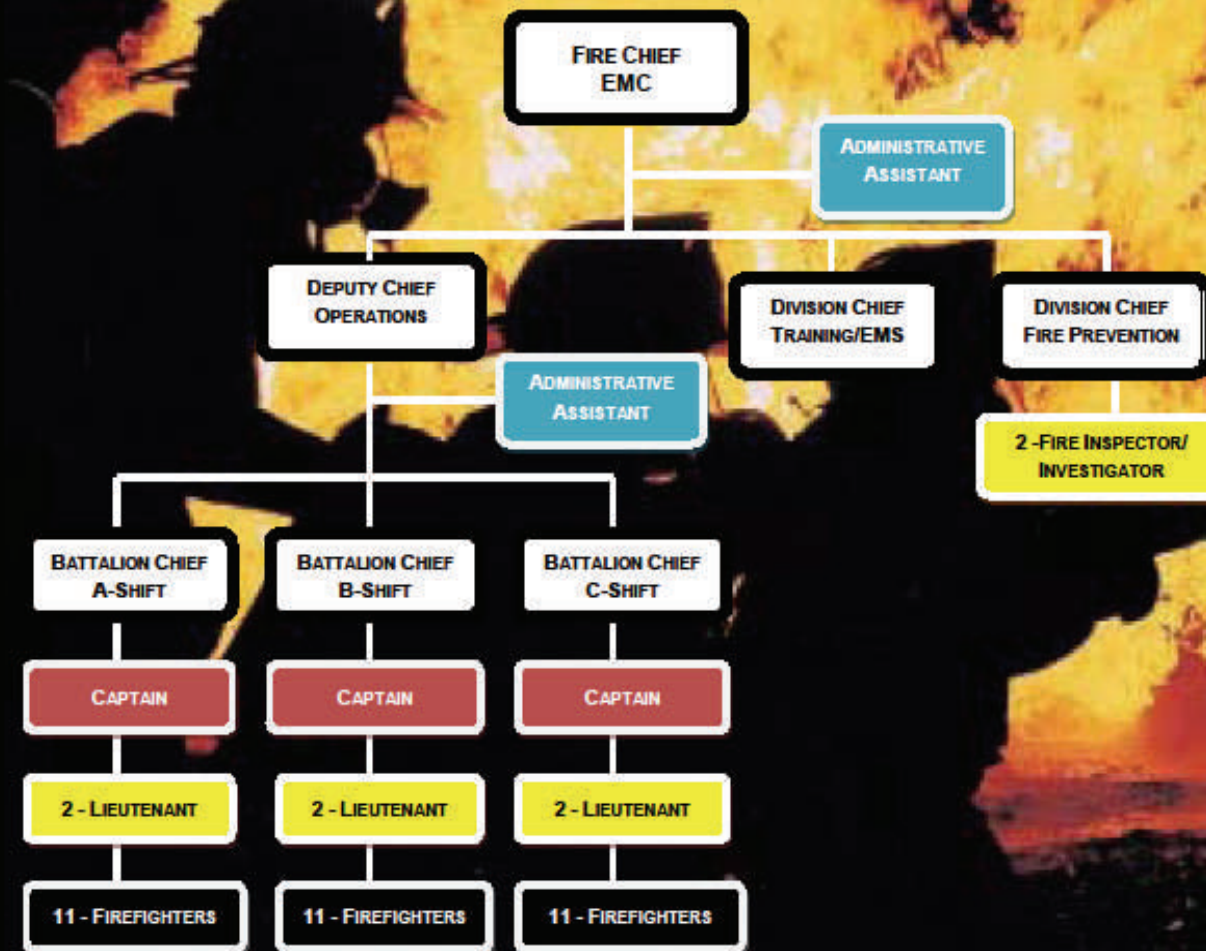 FIRE CHIEF
EMC
ADMINISTRATIVE
ASSISTANT
DEPUTY CHIEF
OPERATIONS
DIVISION CHIEF
TRAINING/EMS
DIVISION CHIEF
FIRE PREVENTION
ADMINISTRATIVE
ASSISTANT
2 -FIRE INSPECTOR/
INVESTIGATOR
BATTALION CHIEF
A-SHIFT
BATTALION CHIEF
B-SHIFT
BATTALION CHIEF
C-SHIFT
CAPTAIN
CAPTAIN
CAPTAIN
2 - LIEUTENANT
2 - LIEUTENANT
2 - LIEUTENANT
11 - FIREFIGHTERS
11 - FIREFIGHTERS
11 - FIREFIGHTERS